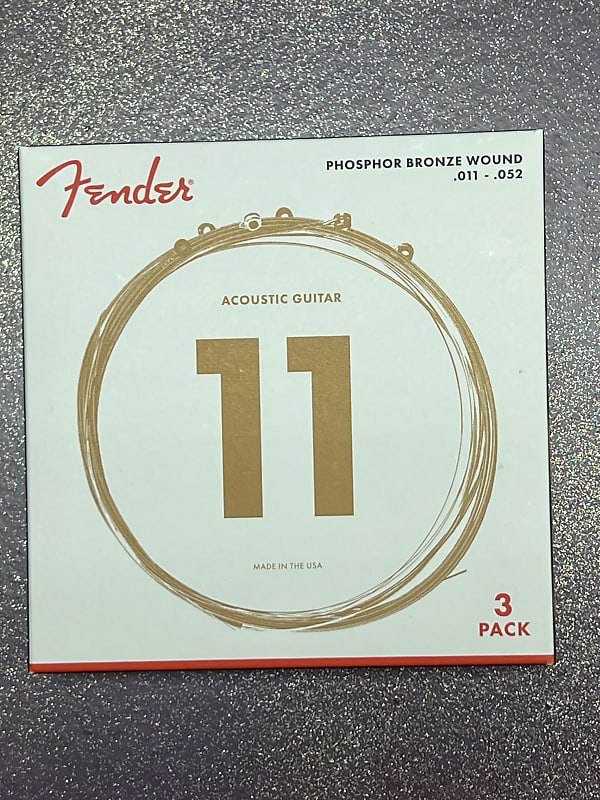 Fender®
PHOSPHOR BRONZE WOUND
.011 - .052
ACOUSTIC GUITAR
11
MADE IN THE USA
3
PACK